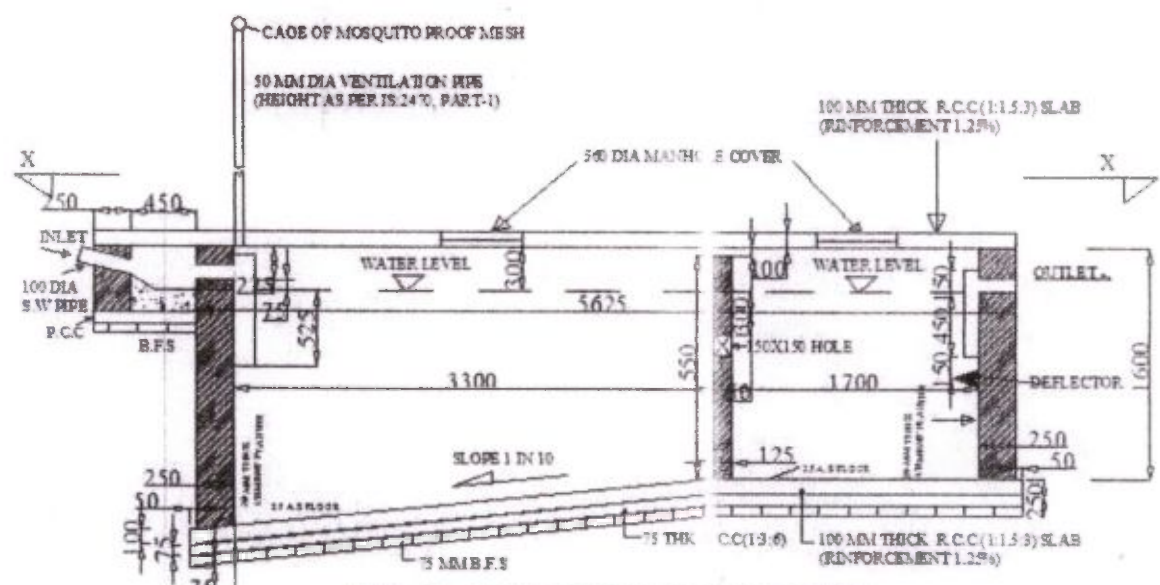 CAGE OF MOSQUITO PROOF MESH
50 MM DIA VENTILATION PIPE
(HEIGHT AS PER IS:2470, PART-1)
100 MM THICK R.C.C (1:1.5:3) SLAB
(RINFORCEMENT 1.25%)
X
560 DIA MANHOLE COVER
X
250
450
INLET
WATER LEVEL
300
100
WATER LEVEL
150
OUTLET
100 DIA
S.W PIPE
75
5625
1300
P.C.C
B.F.S
525
550
50X150 HOLE
450
1600
3300
1700
150
DEFLECTOR
SLOPE 1 IN 10
125
250
50
250
50
100
75
250
75 THK
C.C(1:3:6)
100 MM THICK R.C.C(1:1.5:3) SLAB
(RINFORCEMENT 1.25%)
75 MM B.F.S